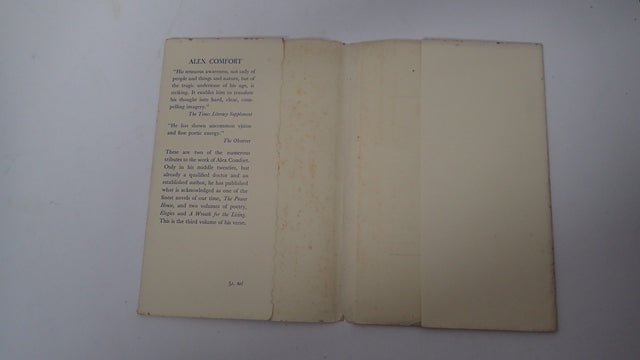 ALEX COMFORT
"His sensuous awareness, not only of
people and things and nature, but of
the tragic undertone of his age, is
striking. It enables him to translate
his thought into hard, clear, com-
pelling imagery."
The Times Literary Supplement
"He has shown uncommon vision
and fine poetic energy."
The Observer
These are two of the numerous
tributes to the work of Alex Comfort.
Only in his middle twenties, but
already a qualified doctor and an
established author, he has published
what is acknowledged as one of the
finest novels of our time, The Power
House, and two volumes of poetry,
Elegies and A Wreath for the Living.
This is the third volume of his verse.
5s. net